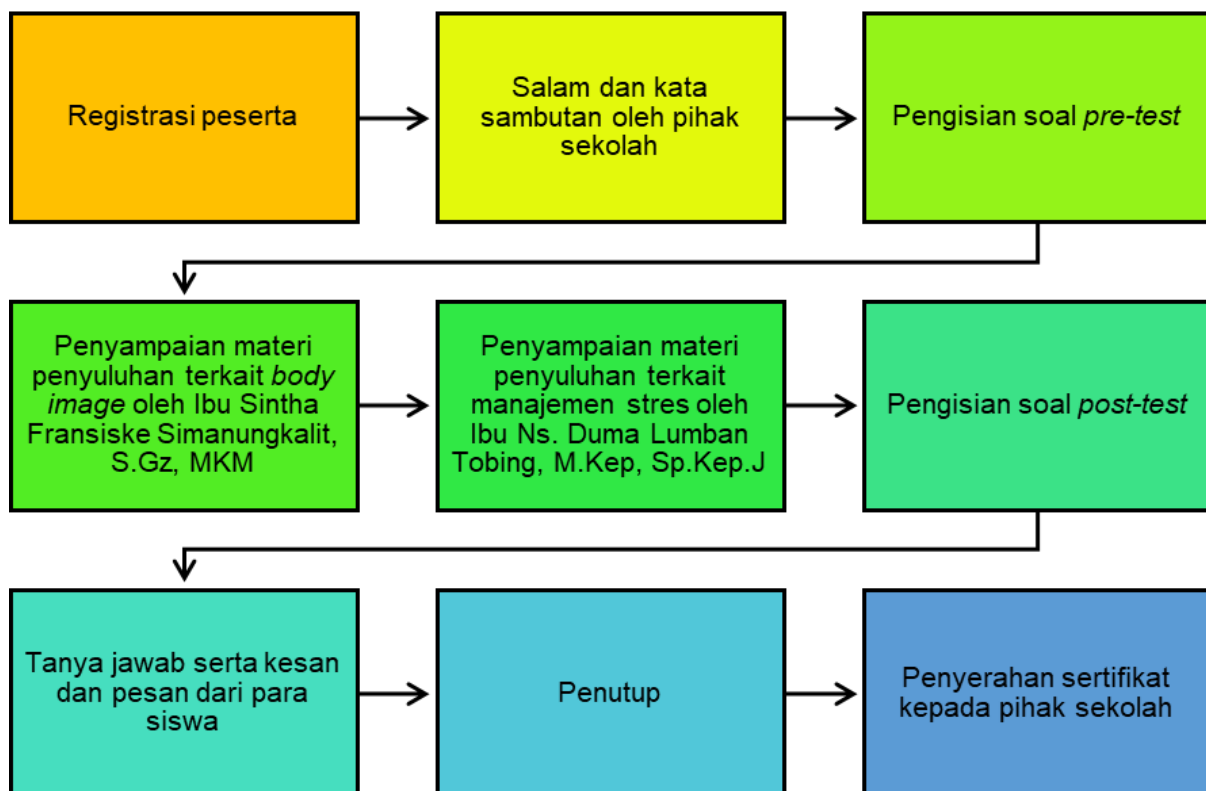 Registrasi peserta
Salam dan kata
sambutan oleh pihak
sekolah
Pengisian soal pre-test
Penyampaian materi
penyuluhan terkait body
image oleh Ibu Sintha
Fransiske Simanungkalit,
S.Gz, MKM
Penyampaian materi
penyuluhan terkait
manajemen stres oleh
Ibu Ns. Duma Lumban
Tobing, M.Kep, Sp.Kep.J
Pengisian soal post-test
Tanya jawab serta kesan
dan pesan dari para
siswa
Penutup
Penyerahan sertifikat
kepada pihak sekolah